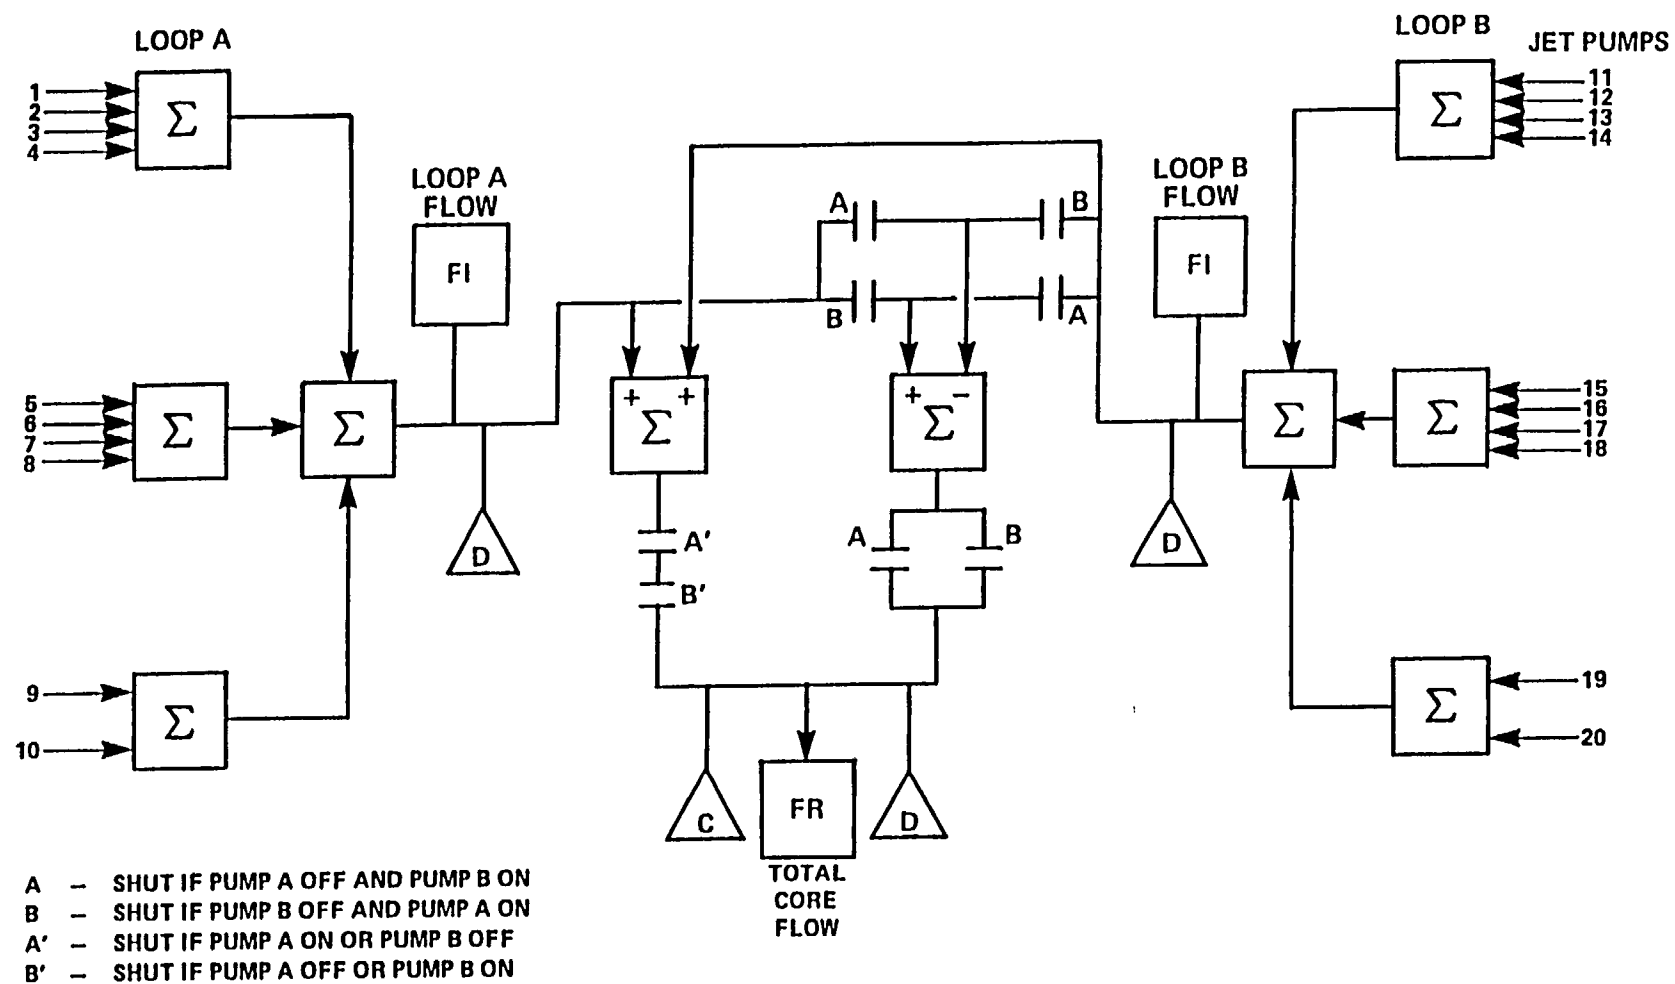 LOOP A
1
2
3
4
Σ
LOOP B
JET PUMPS
11
12
13
14
Σ
LOOP A
FLOW
FI
LOOP B
FLOW
FI
A
B
B
A
5
6
7
8
Σ
Σ
+ +
Σ
+ −
Σ
Σ
Σ
15
16
17
18
D
A'
B'
A
B
D
9
10
Σ
Σ
19
20
C
FR
D
TOTAL
CORE
FLOW
A – SHUT IF PUMP A OFF AND PUMP B ON
B – SHUT IF PUMP B OFF AND PUMP A ON
A' – SHUT IF PUMP A ON OR PUMP B OFF
B' – SHUT IF PUMP A OFF OR PUMP B ON